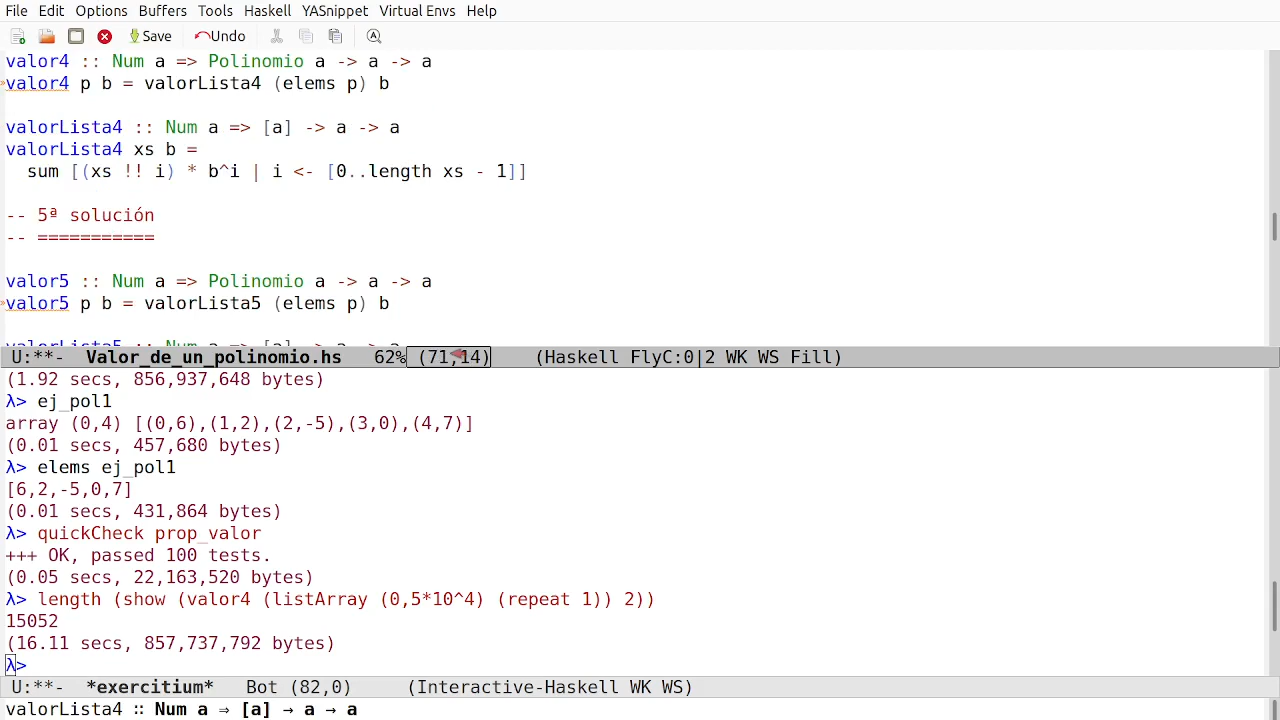 File Edit Options Buffers Tools Haskell YASnippet Virtual Envs Help
Save Undo
valor4 :: Num a => Polinomio a -> a -> a
valor4 p b = valorLista4 (elems p) b
valorLista4 :: Num a => [a] -> a -> a
valorLista4 xs b =
sum [(xs !! i) * b^i | i <- [0..length xs - 1]]
-- 5ª solución
-- ===========
valor5 :: Num a => Polinomio a -> a -> a
valor5 p b = valorLista5 (elems p) b
valorLista5 :: Num a => [a] -> a -> a
U:**- Valor_de_un_polinomio.hs 62% (71,14) (Haskell FlyC:0|2 WK WS Fill)
(1.92 secs, 856,937,648 bytes)
λ> ej_pol1
array (0,4) [(0,6),(1,2),(2,-5),(3,0),(4,7)]
(0.01 secs, 457,680 bytes)
λ> elems ej_pol1
[6,2,-5,0,7]
(0.01 secs, 431,864 bytes)
λ> quickCheck prop_valor
+++ OK, passed 100 tests.
(0.05 secs, 22,163,520 bytes)
λ> length (show (valor4 (listArray (0,5*10^4) (repeat 1)) 2))
15052
(16.11 secs, 857,737,792 bytes)
λ>
U:**- *exercitium* Bot (82,0) (Interactive-Haskell WK WS)
valorLista4 ∷ Num a ⇒ [a] → a → a